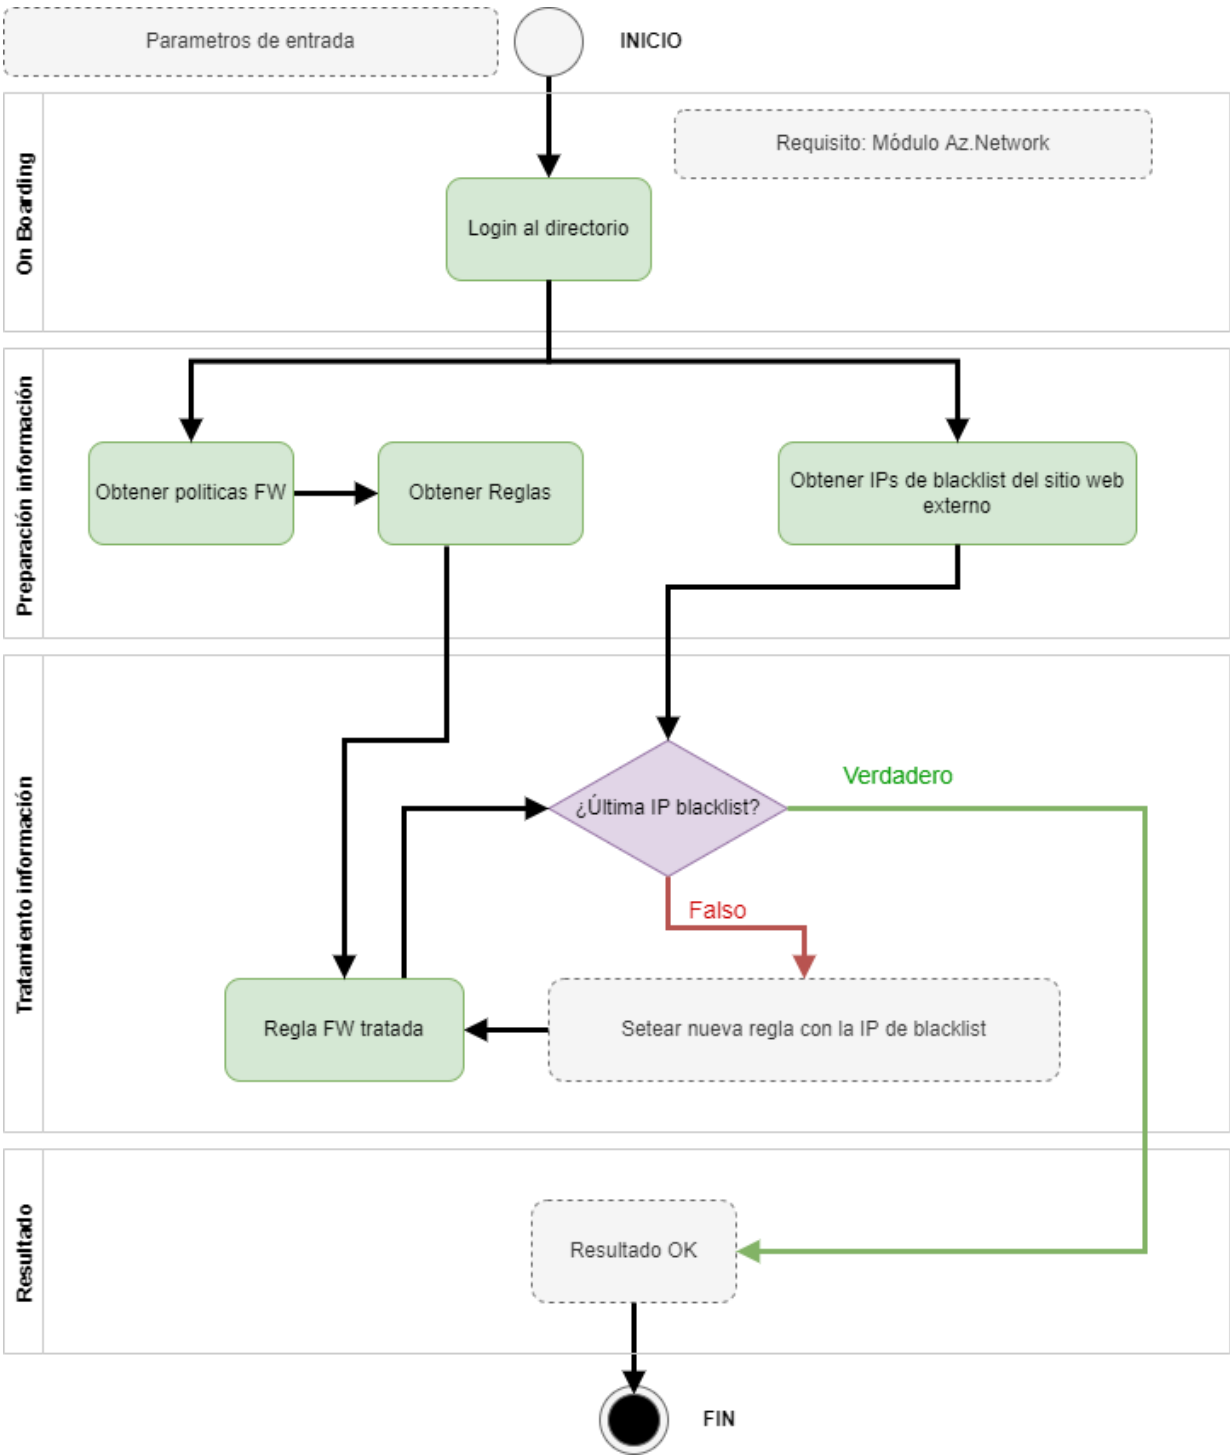 Parametros de entrada
INICIO
On Boarding
Requisito: Módulo Az.Network
Login al directorio
Preparación información
Obtener politicas FW
Obtener Reglas
Obtener IPs de blacklist del sitio web
externo
Tratamiento información
¿Última IP blacklist?
Verdadero
Falso
Regla FW tratada
Setear nueva regla con la IP de blacklist
Resultado
Resultado OK
FIN